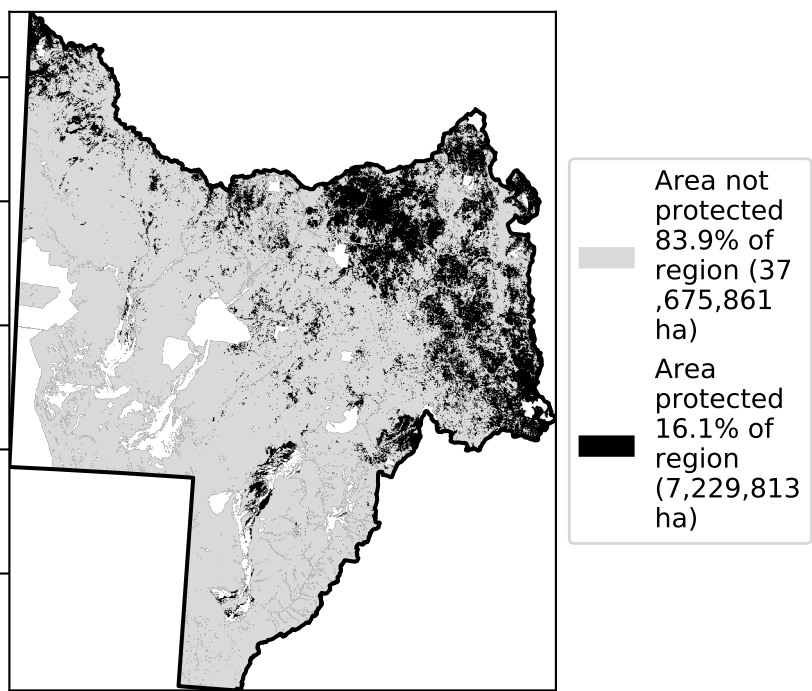 Area not
protected
83.9% of
region (37
,675,861
ha)
Area
protected
16.1% of
region
(7,229,813
ha)